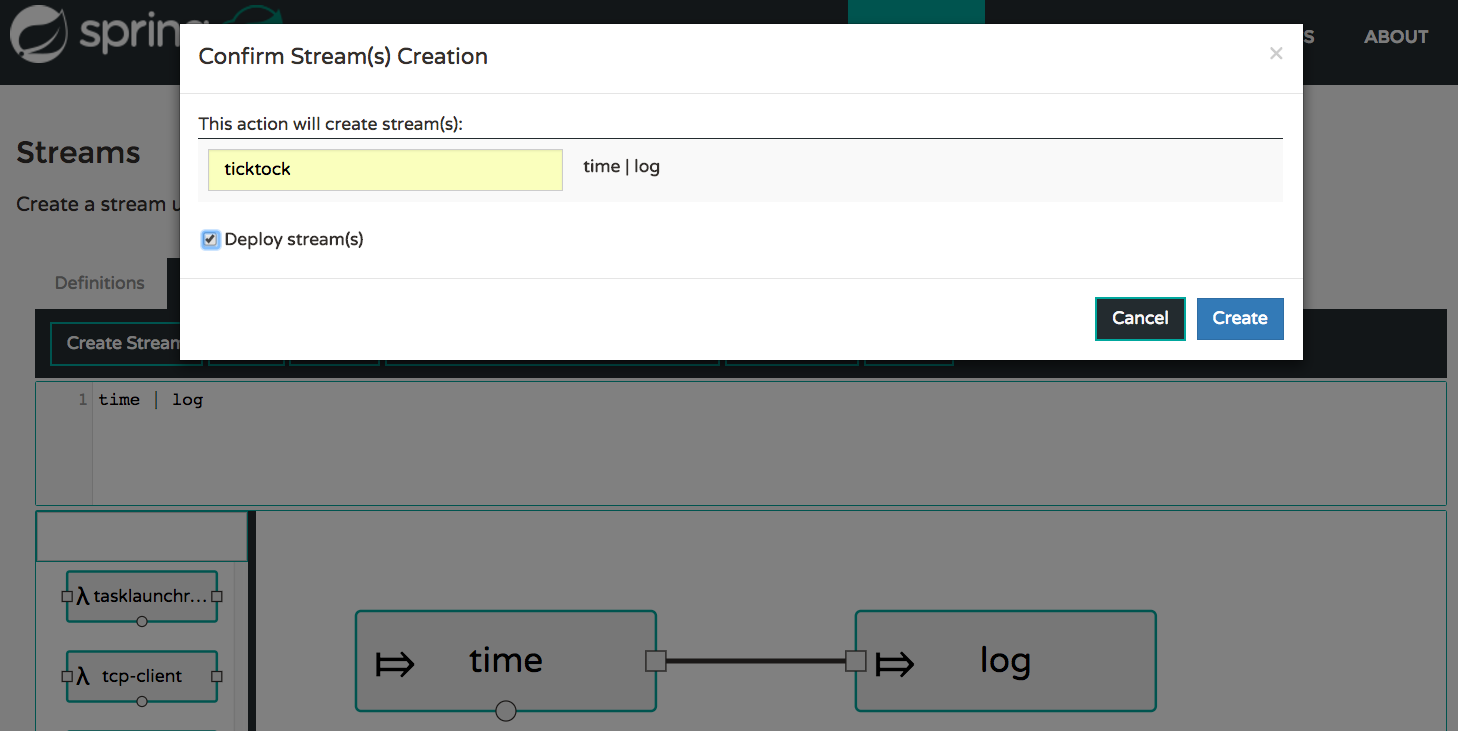 sprin
S
ABOUT
Confirm Stream(s) Creation
×
This action will create stream(s):
ticktock
time | log
Deploy stream(s)
Cancel
Create
Streams
Create a stream u
Definitions
Create Stream
1 time | log
λ tasklaunchr...
λ tcp-client
time
log